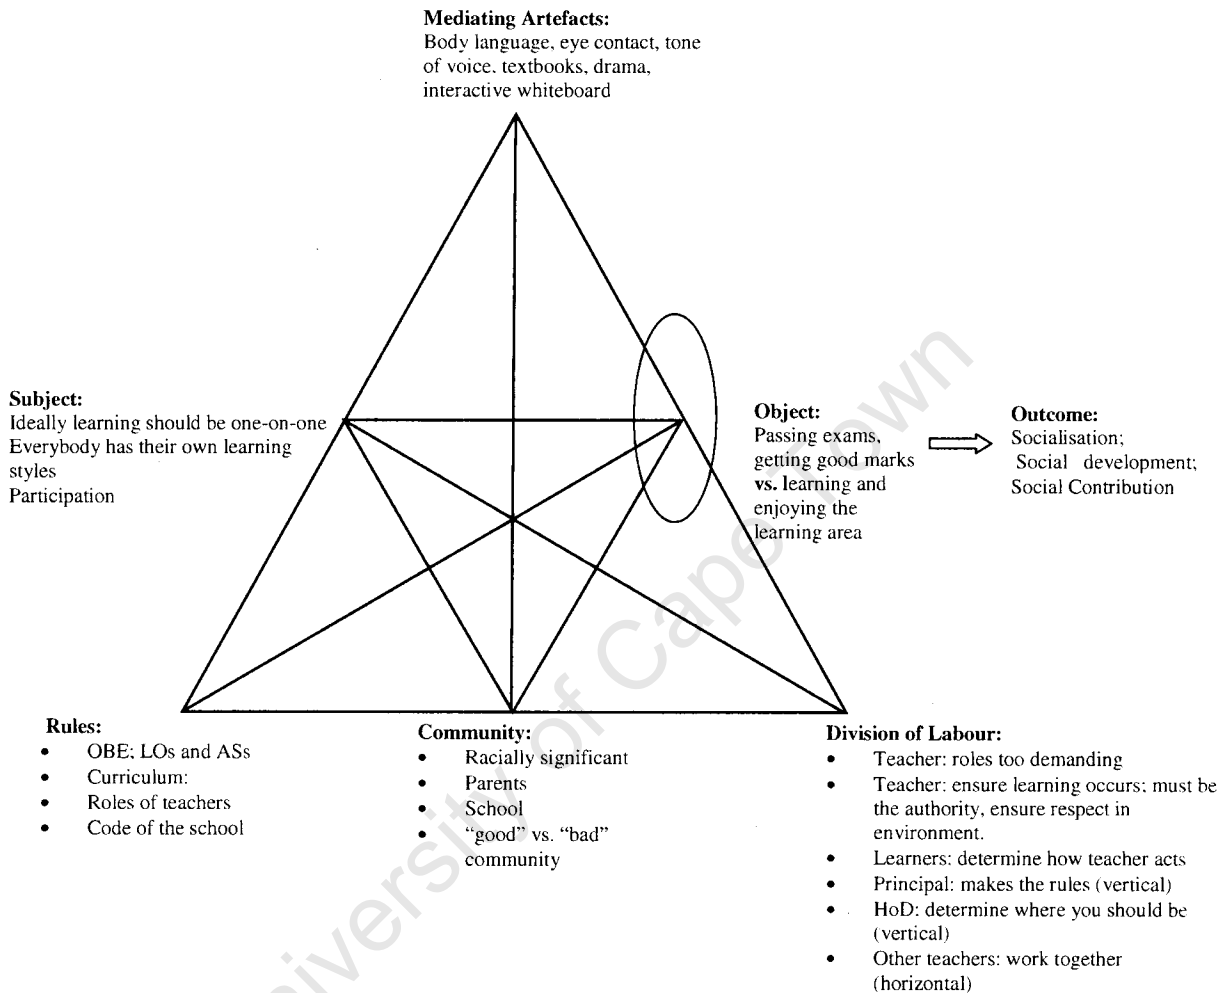 Mediating Artefacts:
Body language, eye contact, tone
of voice, textbooks, drama,
interactive whiteboard
Subject:
Ideally learning should be one-on-one
Everybody has their own learning
styles
Participation
Object:
Passing exams,
getting good marks
vs. learning and
enjoying the
learning area
Outcome:
Socialisation;
Social development;
Social Contribution
Rules:
• OBE; LOs and ASs
• Curriculum:
• Roles of teachers
• Code of the school
Community:
• Racially significant
• Parents
• School
• “good” vs. “bad”
community
Division of Labour:
• Teacher: roles too demanding
• Teacher: ensure learning occurs; must be
the authority, ensure respect in
environment.
• Learners: determine how teacher acts
• Principal: makes the rules (vertical)
• HoD: determine where you should be
(vertical)
• Other teachers: work together
(horizontal)
niversity of Cape Town